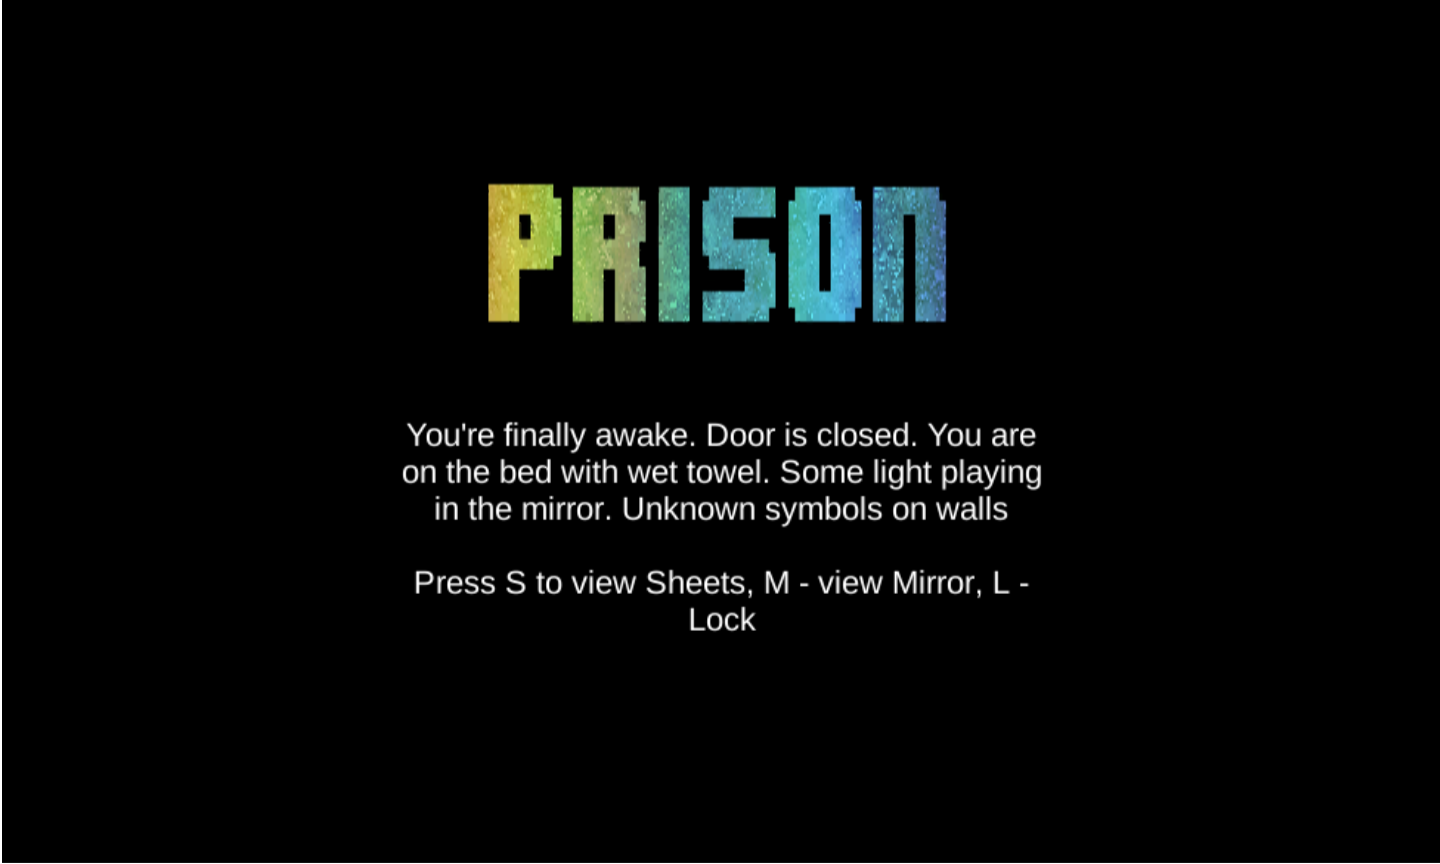 PRISON
You're finally awake. Door is closed. You are
on the bed with wet towel. Some light playing
in the mirror. Unknown symbols on walls
Press S to view Sheets, M - view Mirror, L -
Lock